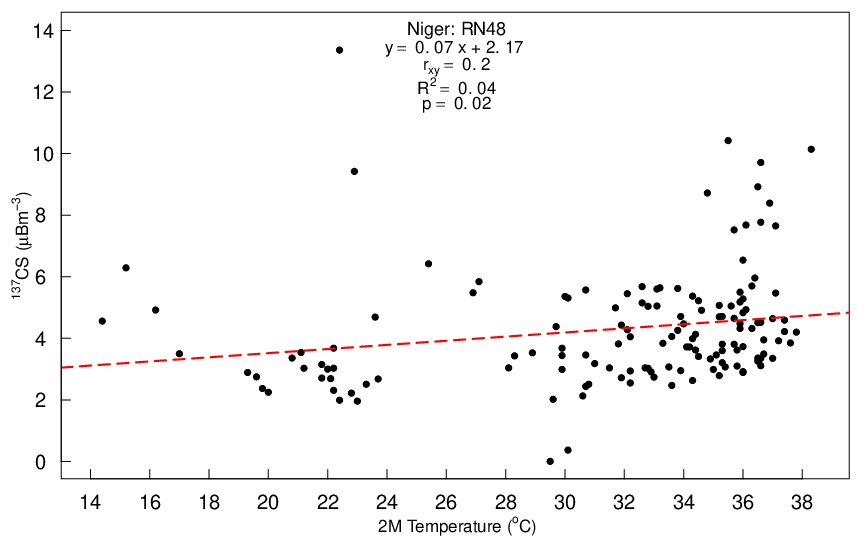 Niger: RN48
y = 0.07 x + 2.17
rxy = 0.2
R² = 0.04
p = 0.02
14
12
10
8
6
4
2
0
¹³⁷CS (µBm⁻³)
14 16 18 20 22 24 26 28 30 32 34 36 38
2M Temperature (°C)